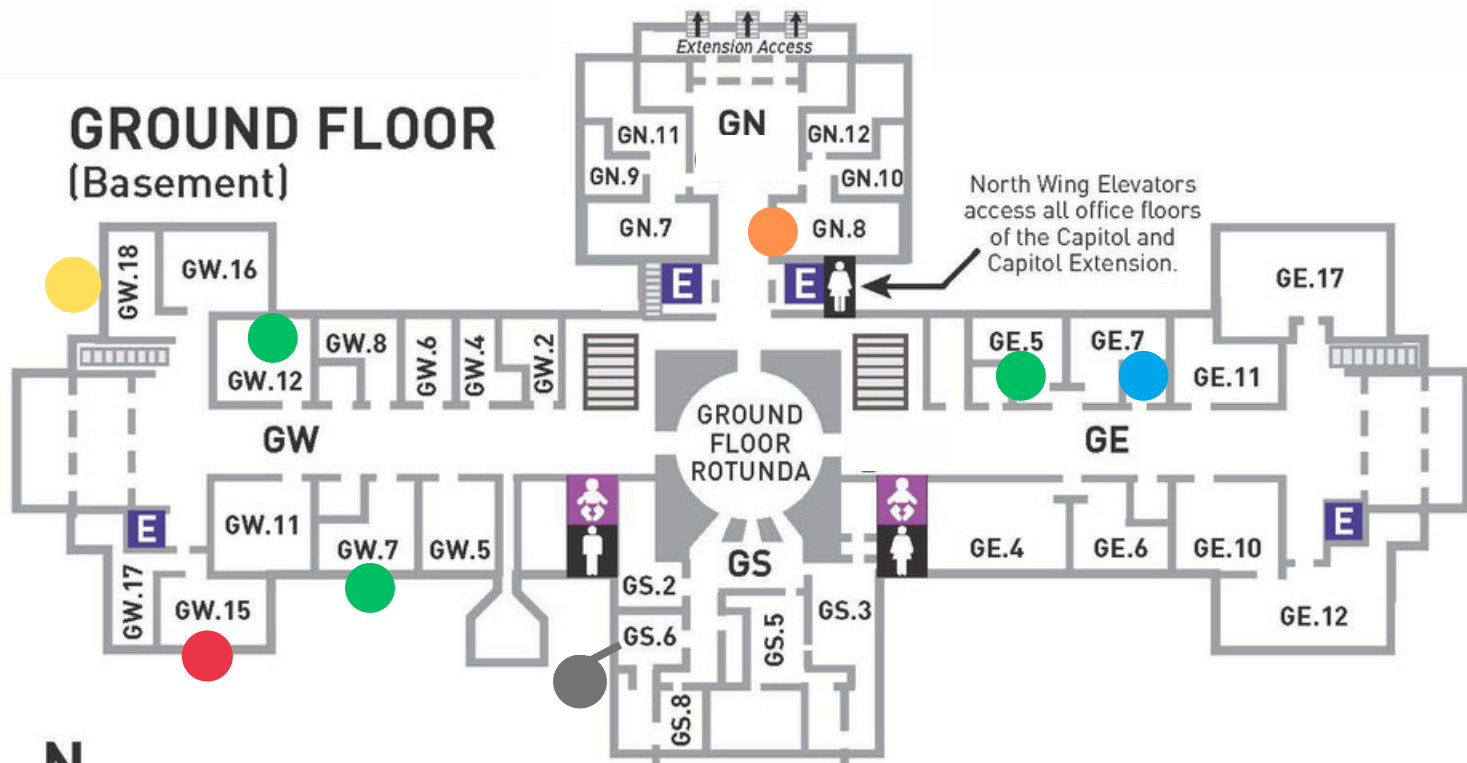 Extension Access
GROUND FLOOR
(Basement)
GN
GN.11
GN.12
GN.9
GN.10
GN.7
GN.8
North Wing Elevators
access all office floors
of the Capitol and
Capitol Extension.
E
E
GW.18
GW.16
GE.17
GW.12
GW.8
GW.6
GW.4
GW.2
GE.5
GE.7
GE.11
GROUND
FLOOR
ROTUNDA
GW
GE
E
GW.11
GW.7
GW.5
GS
GE.4
GE.6
GE.10
E
GW.17
GW.15
GS.2
GS.3
GE.12
GS.6
GS.5
GS.8
N